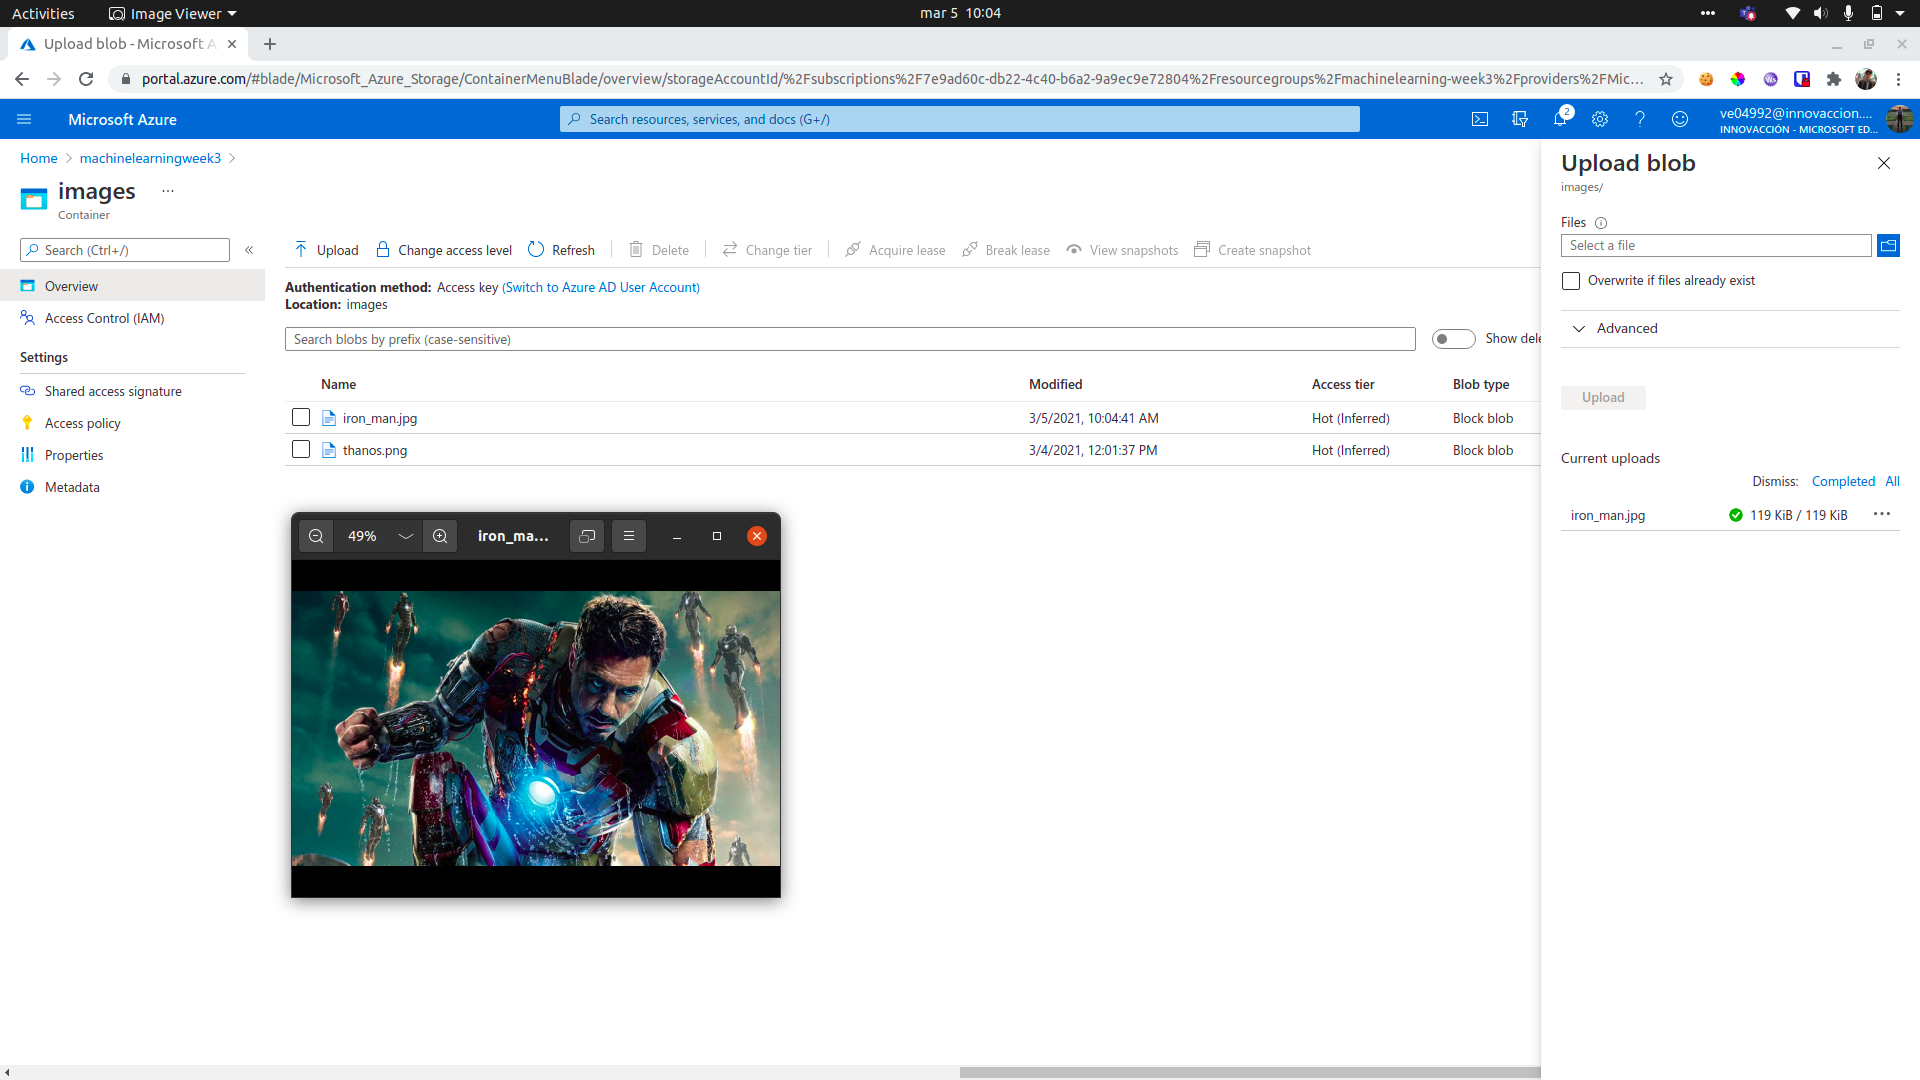 Activities
Image Viewer
mar 5 10:04
Upload blob - Microsoft A
portal.azure.com/#blade/Microsoft_Azure_Storage/ContainerMenuBlade/overview/storageAccountId/%2Fsubscriptions%2F7e9ad60c-db22-4c40-b6a2-9a9ec9e72804%2Fresourcegroups%2Fmachinelearning-week3%2Fproviders%2FMic...
Microsoft Azure
Search resources, services, and docs (G+/)
2
ve04992@innovaccion....
INNOVACCIÓN - MICROSOFT ED...
Home > machinelearningweek3 >
images ...
Container
Search (Ctrl+/)
«
Overview
Access Control (IAM)
Settings
Shared access signature
Access policy
Properties
Metadata
Upload
Change access level
Refresh
Delete
Change tier
Acquire lease
Break lease
View snapshots
Create snapshot
Authentication method: Access key (Switch to Azure AD User Account)
Location: images
Search blobs by prefix (case-sensitive)
Show dele
Name Modified Access tier Blob type
iron_man.jpg 3/5/2021, 10:04:41 AM Hot (Inferred) Block blob
thanos.png 3/4/2021, 12:01:37 PM Hot (Inferred) Block blob
49%
iron_ma...
Upload blob
images/
Files
Select a file
Overwrite if files already exist
Advanced
Upload
Current uploads
Dismiss: Completed All
iron_man.jpg 119 KiB / 119 KiB ...